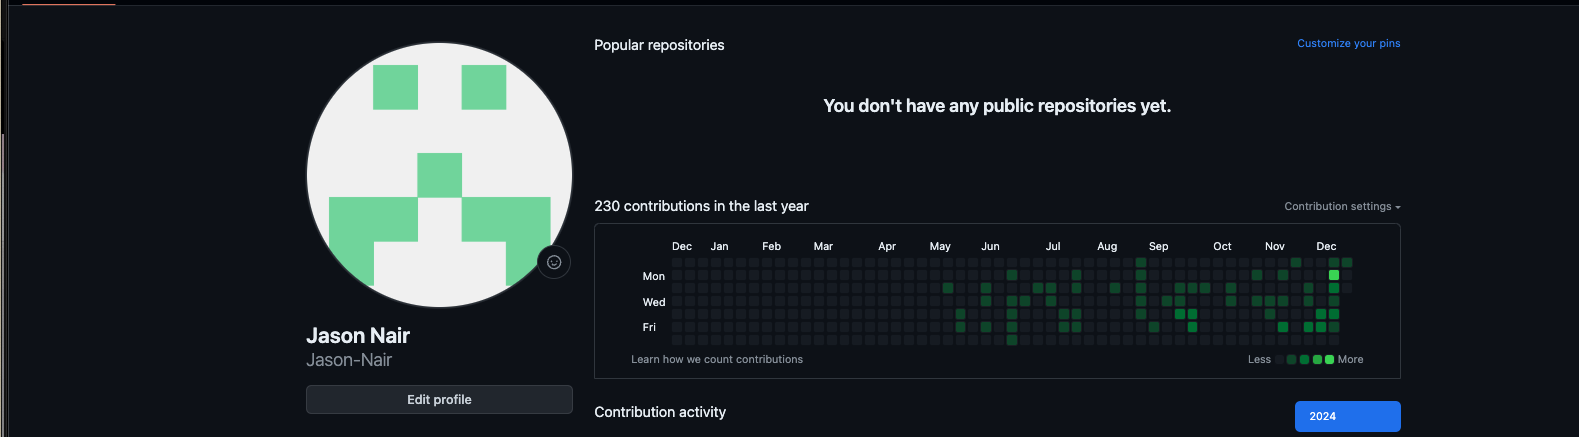 Popular repositories
Customize your pins
You don't have any public repositories yet.
230 contributions in the last year
Contribution settings
Dec Jan Feb Mar Apr May Jun Jul Aug Sep Oct Nov Dec
Mon
Wed
Fri
Learn how we count contributions
Less More
Jason Nair
Jason-Nair
Edit profile
Contribution activity
2024